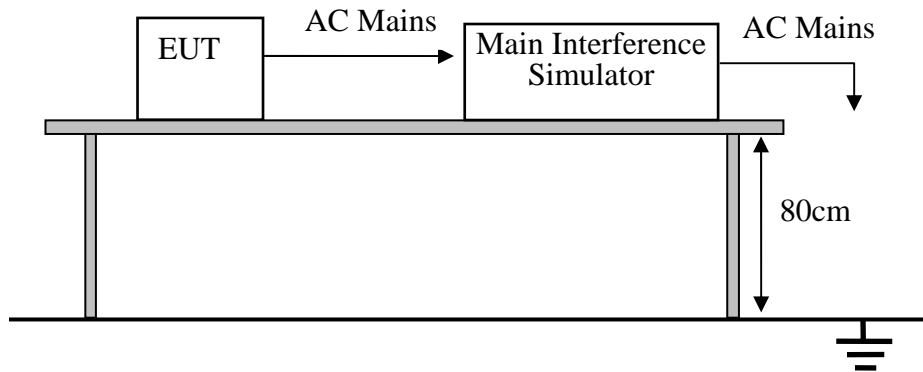 EUT
AC Mains
Main Interference
Simulator
AC Mains
80cm